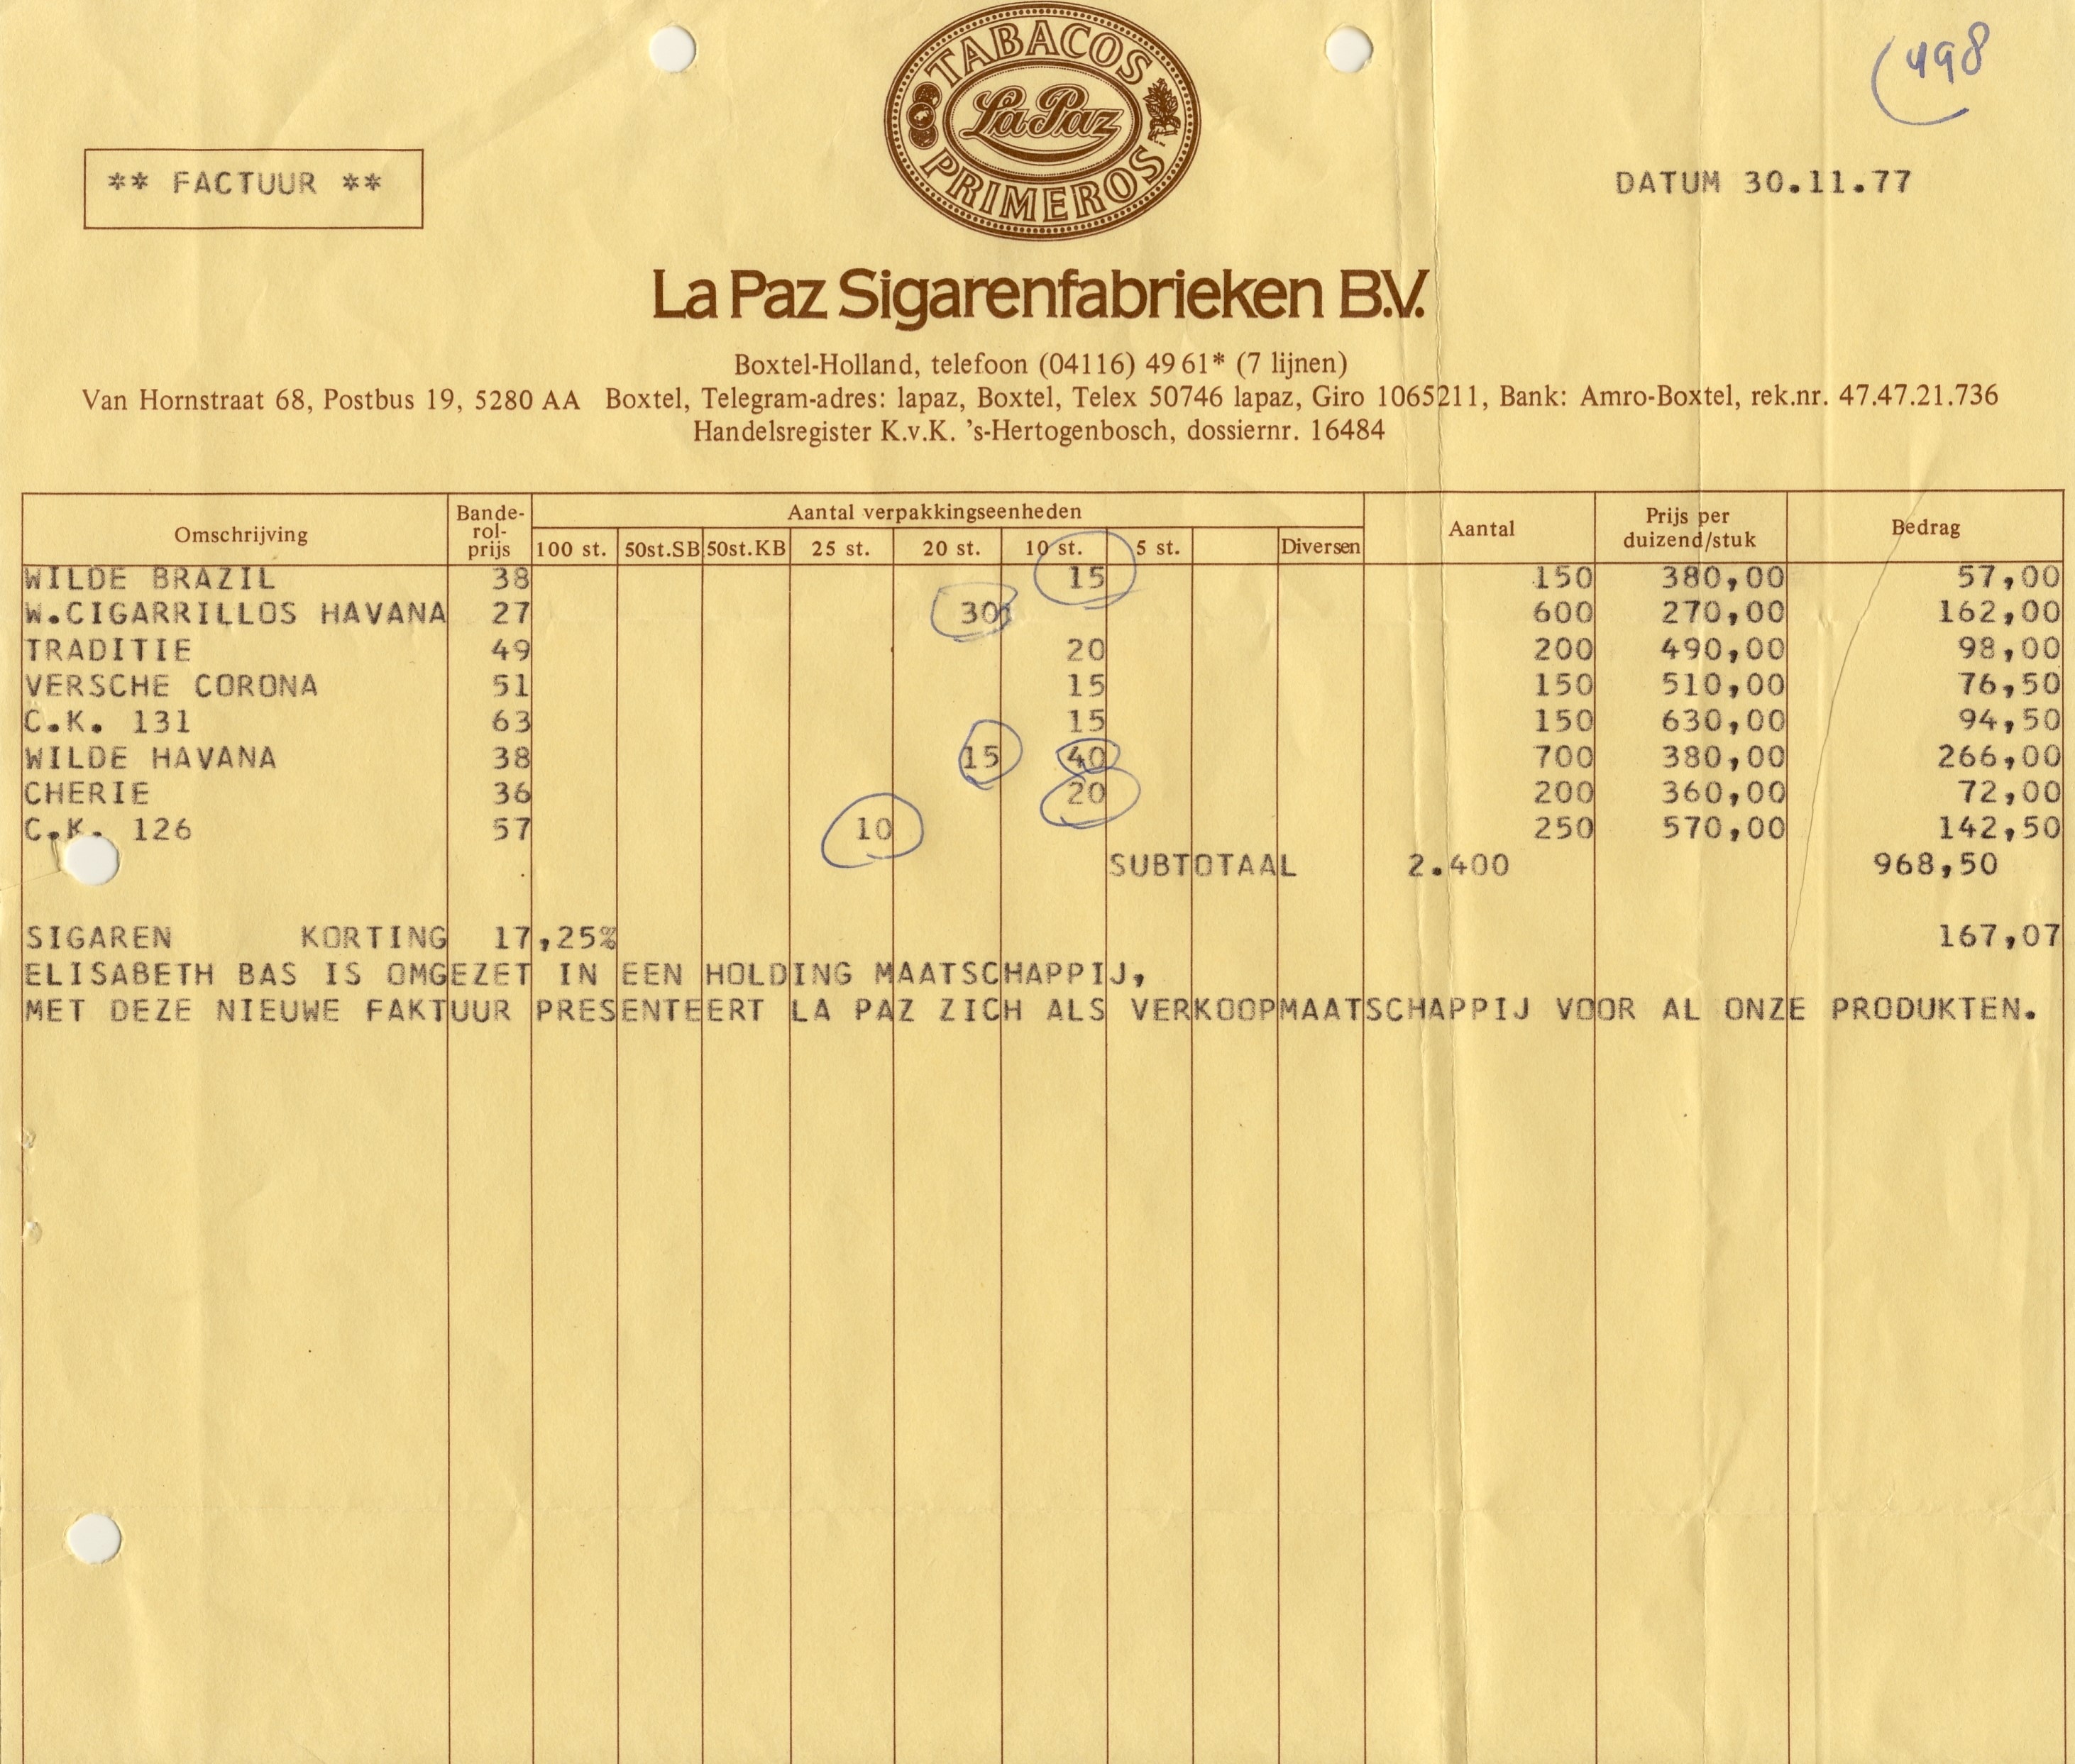 TABACOS
La Paz
PRIMEROS
498
** FACTUUR **
DATUM 30.11.77
La Paz Sigarenfabrieken B.V.
Boxtel-Holland, telefoon (04116) 49 61* (7 lijnen)
Van Hornstraat 68, Postbus 19, 5280 AA Boxtel, Telegram-adres: lapaz, Boxtel, Telex 50746 lapaz, Giro 1065211, Bank: Amro-Boxtel, rek.nr. 47.47.21.736
Handelsregister K.v.K. 's-Hertogenbosch, dossiernr. 16484
Omschrijving Bande-rol-prijs Aantal verpakkingseenheden Aantal Prijs per duizend/stuk Bedrag
100 st. 50st.SB 50st.KB 25 st. 20 st. 10 st. 5 st. Diversen
WILDE BRAZIL 38 15 150 380,00 57,00
W.CIGARRILLOS HAVANA 27 30 600 270,00 162,00
TRADITIE 49 20 200 490,00 98,00
VERSCHE CORONA 51 15 150 510,00 76,50
C.K. 131 63 15 150 630,00 94,50
WILDE HAVANA 38 15 40 700 380,00 266,00
CHERIE 36 20 200 360,00 72,00
C.K. 126 57 10 250 570,00 142,50
SUBTOTAAL 2.400 968,50
SIGAREN KORTING 17,25% 167,07
ELISABETH BAS IS OMGEZET IN EEN HOLDING MAATSCHAPPIJ,
MET DEZE NIEUWE FAKTUUR PRESENTEERT LA PAZ ZICH ALS VERKOOPMAATSCHAPPIJ VOOR AL ONZE PRODUKTEN.